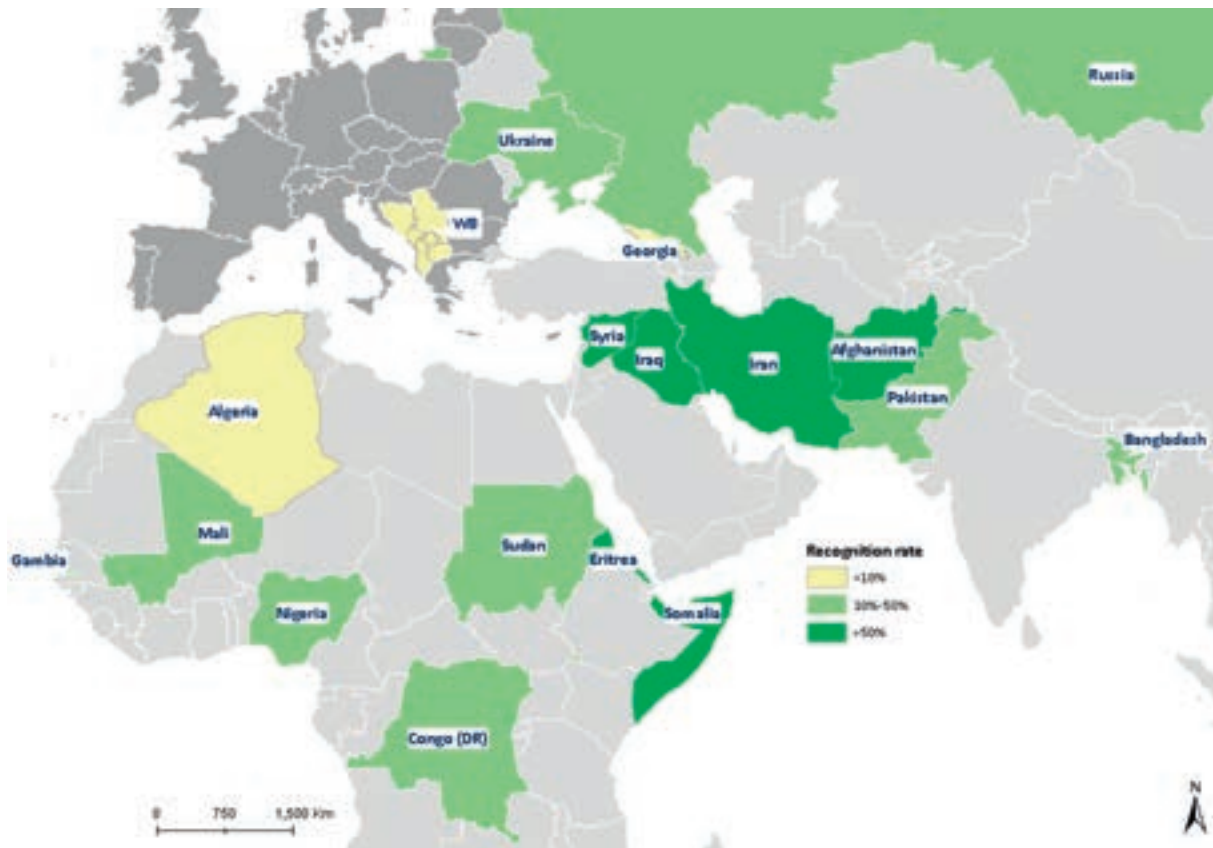 Russia
Ukraine
WB
Georgia
Syria
Iraq
Iran
Afghanistan
Pakistan
Algeria
Bangladesh
Mali
Sudan
Gambia
Eritrea
Nigeria
Somalia
Recognition rate
<10%
10%-50%
>50%
Congo (DR)
0 750 1,500 Km
N